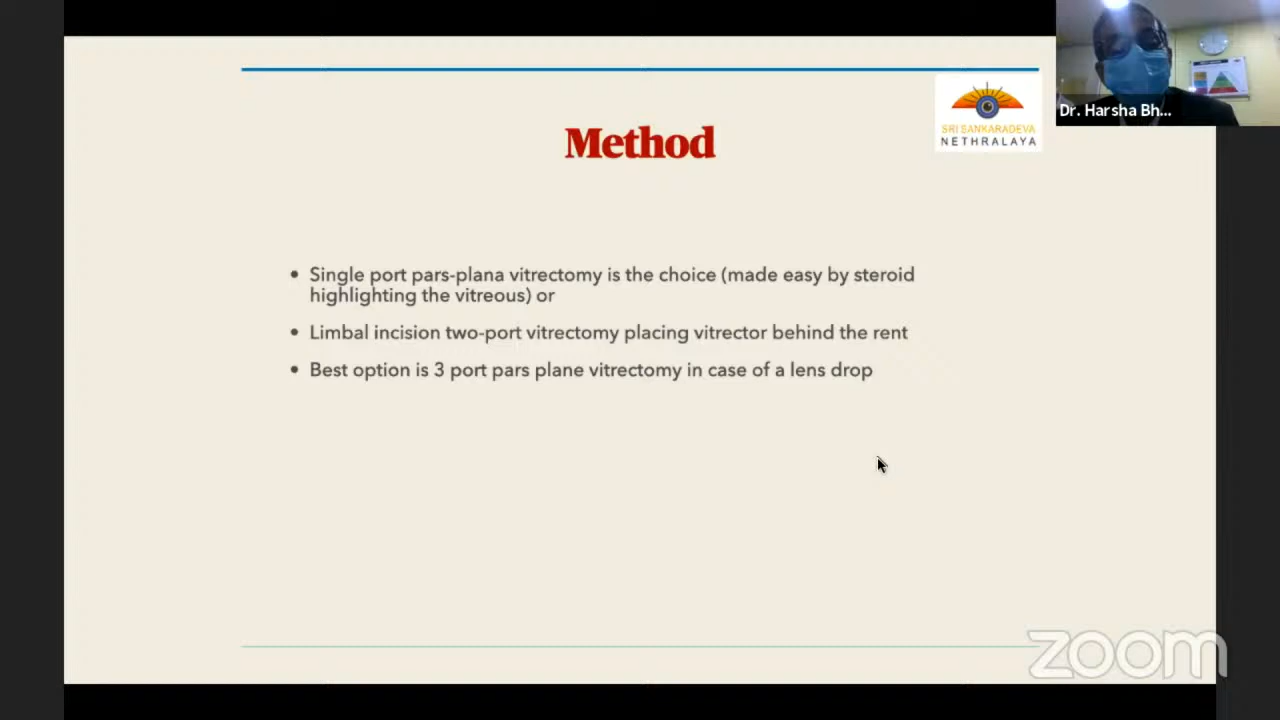 Dr. Harsha Bh...
SRI SANKARADEVA
NETHRALAYA
Method
• Single port pars-plana vitrectomy is the choice (made easy by steroid
highlighting the vitreous) or
• Limbal incision two-port vitrectomy placing vitrector behind the rent
• Best option is 3 port pars plane vitrectomy in case of a lens drop
zoom